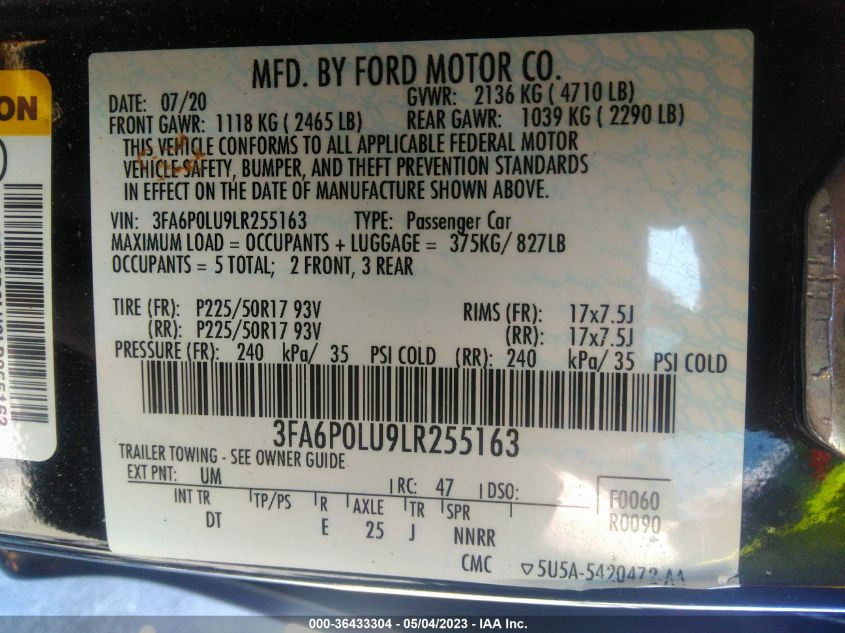 ION
MFD. BY FORD MOTOR CO.
DATE: 07/20 GVWR: 2136 KG ( 4710 LB)
FRONT GAWR: 1118 KG ( 2465 LB) REAR GAWR: 1039 KG ( 2290 LB)
THIS VEHICLE CONFORMS TO ALL APPLICABLE FEDERAL MOTOR
VEHICLE SAFETY, BUMPER, AND THEFT PREVENTION STANDARDS
IN EFFECT ON THE DATE OF MANUFACTURE SHOWN ABOVE.
VIN: 3FA6P0LU9LR255163 TYPE: Passenger Car
MAXIMUM LOAD = OCCUPANTS + LUGGAGE = 375KG/ 827LB
OCCUPANTS = 5 TOTAL; 2 FRONT, 3 REAR
TIRE (FR): P225/50R17 93V RIMS (FR): 17x7.5J
(RR): P225/50R17 93V (RR): 17x7.5J
PRESSURE (FR): 240 kPa/ 35 PSI COLD (RR): 240 kPa/ 35 PSI COLD
3FA6P0LU9LR255163
TRAILER TOWING - SEE OWNER GUIDE
EXT PNT: UM RC: 47 DSO:
INT TR TP/PS R AXLE TR SPR
DT E 25 J NNRR
F0060
R0090
CMC ▽5U5A-5420472-AA
000-36433304 - 05/04/2023 - IAA Inc.